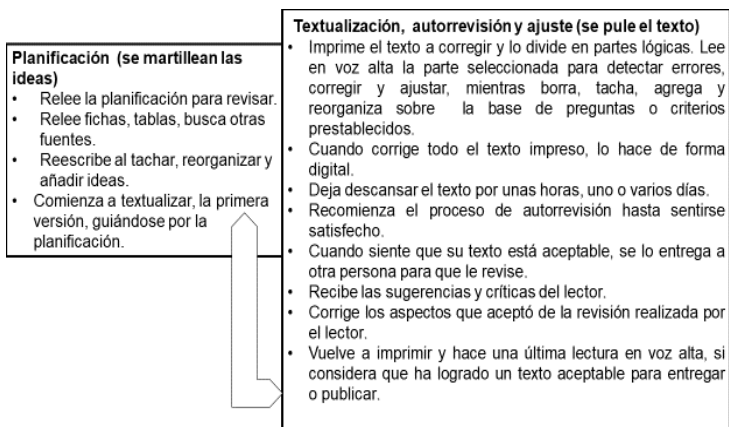 Planificación (se martillean las
ideas)
• Relee la planificación para revisar.
• Relee fichas, tablas, busca otras
fuentes.
• Reescribe al tachar, reorganizar y
añadir ideas.
• Comienza a textualizar, la primera
versión, guiándose por la
planificación.
Textualización, autorrevisión y ajuste (se pule el texto)
• Imprime el texto a corregir y lo divide en partes lógicas. Lee
en voz alta la parte seleccionada para detectar errores,
corregir y ajustar, mientras borra, tacha, agrega y
reorganiza sobre la base de preguntas o criterios
prestablecidos.
• Cuando corrige todo el texto impreso, lo hace de forma
digital.
• Deja descansar el texto por unas horas, uno o varios días.
• Recomienza el proceso de autorrevisión hasta sentirse
satisfecho.
• Cuando siente que su texto está aceptable, se lo entrega a
otra persona para que le revise.
• Recibe las sugerencias y críticas del lector.
• Corrige los aspectos que aceptó de la revisión realizada por
el lector.
• Vuelve a imprimir y hace una última lectura en voz alta, si
considera que ha logrado un texto aceptable para entregar
o publicar.